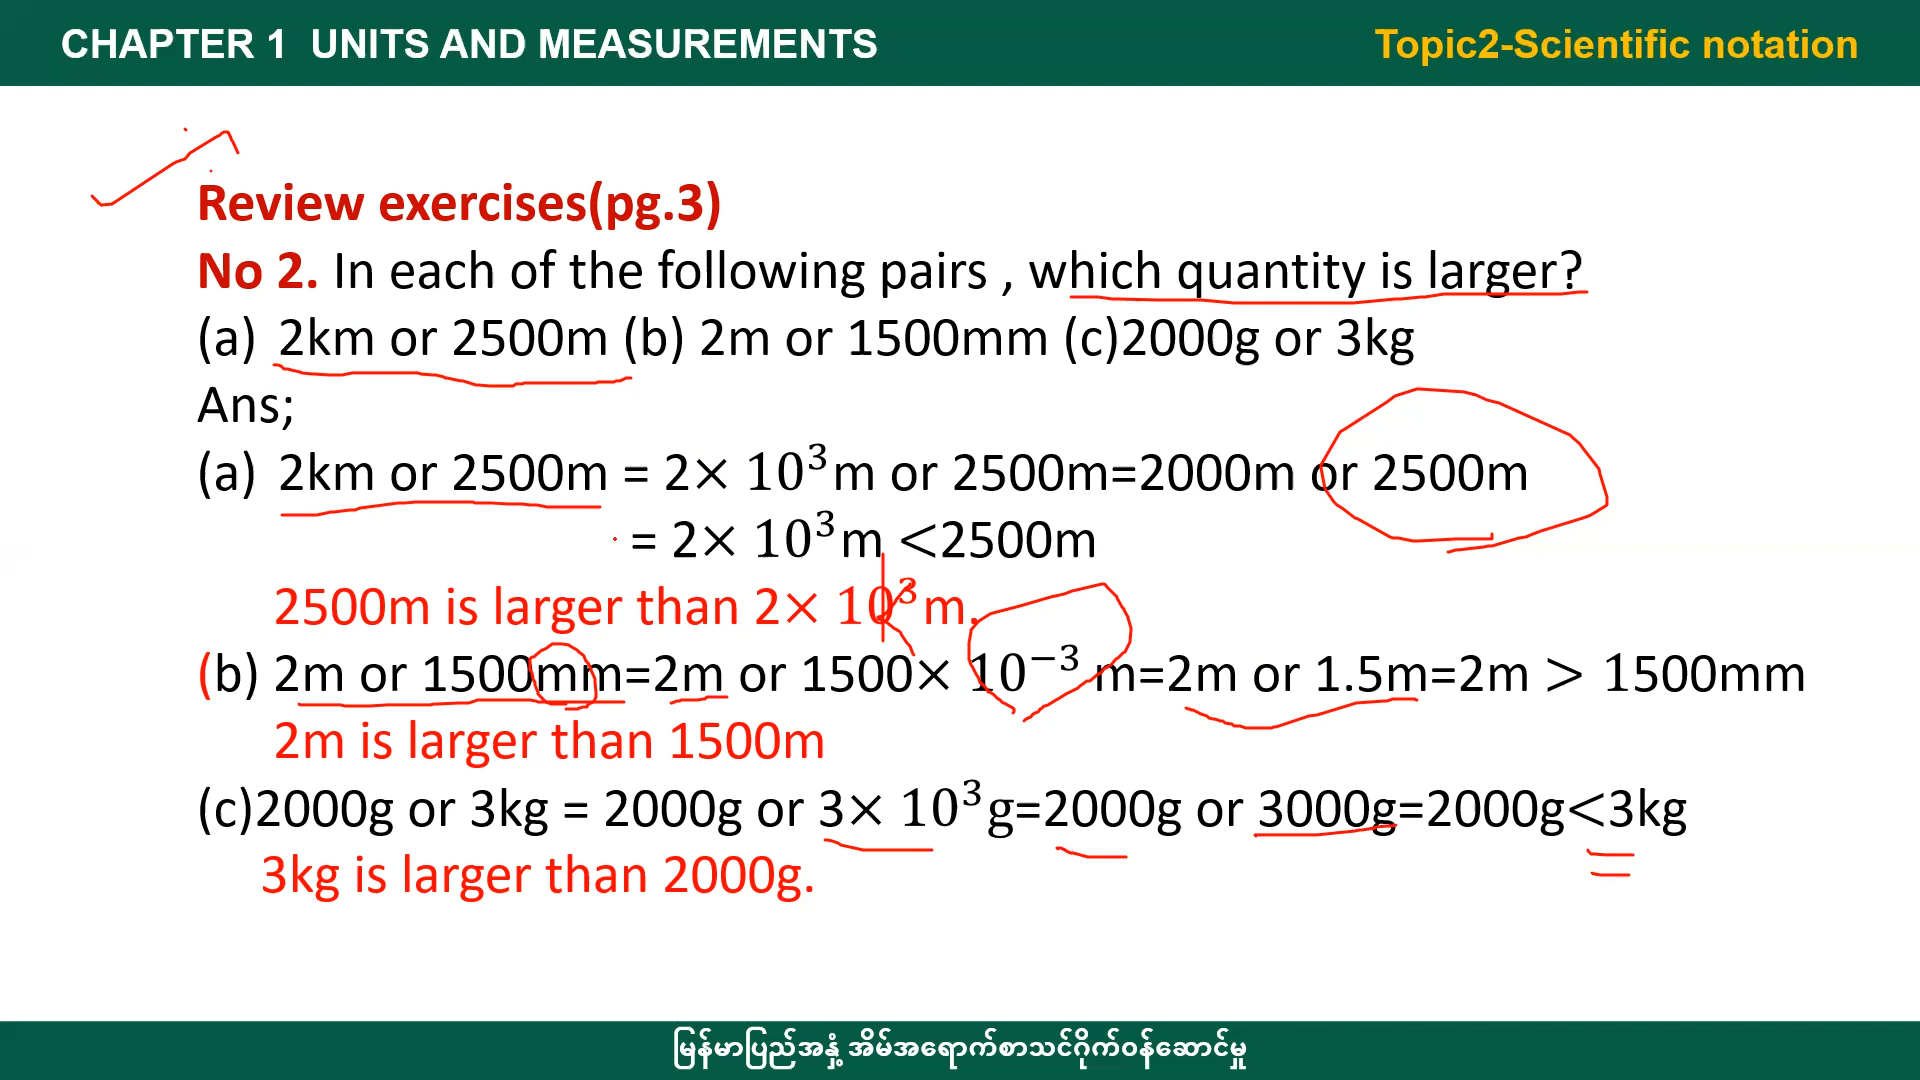 CHAPTER 1 UNITS AND MEASUREMENTS
Topic2-Scientific notation
Review exercises(pg.3)
No 2. In each of the following pairs , which quantity is larger?
(a) 2km or 2500m (b) 2m or 1500mm (c)2000g or 3kg
Ans;
(a) 2km or 2500m = 2× 10³m or 2500m=2000m or 2500m
= 2× 10³m <2500m
2500m is larger than 2× 10³m.
(b) 2m or 1500mm=2m or 1500× 10⁻³ m=2m or 1.5m=2m > 1500mm
2m is larger than 1500m
(c)2000g or 3kg = 2000g or 3× 10³g=2000g or 3000g=2000g<3kg
3kg is larger than 2000g.
မြန်မာပြည်အနှံ့ အိမ်အရောက်စာသင်ဂိုက်ဝန်ဆောင်မှု